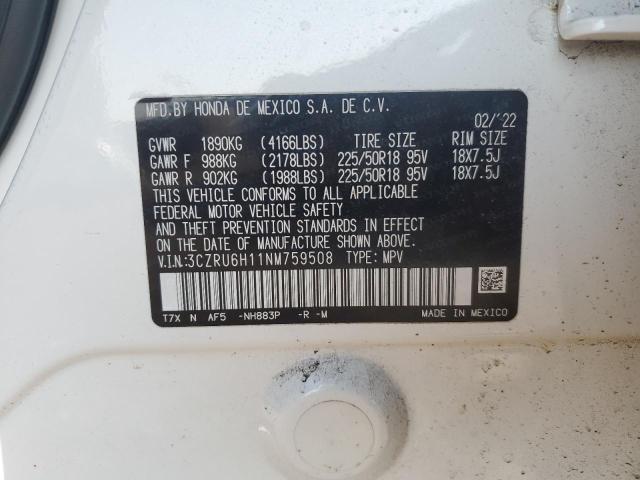 MFD.BY HONDA DE MEXICO S.A. DE C.V.
02/'22
GVWR 1890KG (4166LBS) TIRE SIZE RIM SIZE
GAWR F 988KG (2178LBS) 225/50R18 95V 18X7.5J
GAWR R 902KG (1988LBS) 225/50R18 95V 18X7.5J
THIS VEHICLE CONFORMS TO ALL APPLICABLE
FEDERAL MOTOR VEHICLE SAFETY
AND THEFT PREVENTION STANDARDS IN EFFECT
ON THE DATE OF MANUFACTURE SHOWN ABOVE.
V.I.N.:3CZRU6H11NM759508 TYPE: MPV
T7X N AF5 -NH883P -R -M MADE IN MEXICO